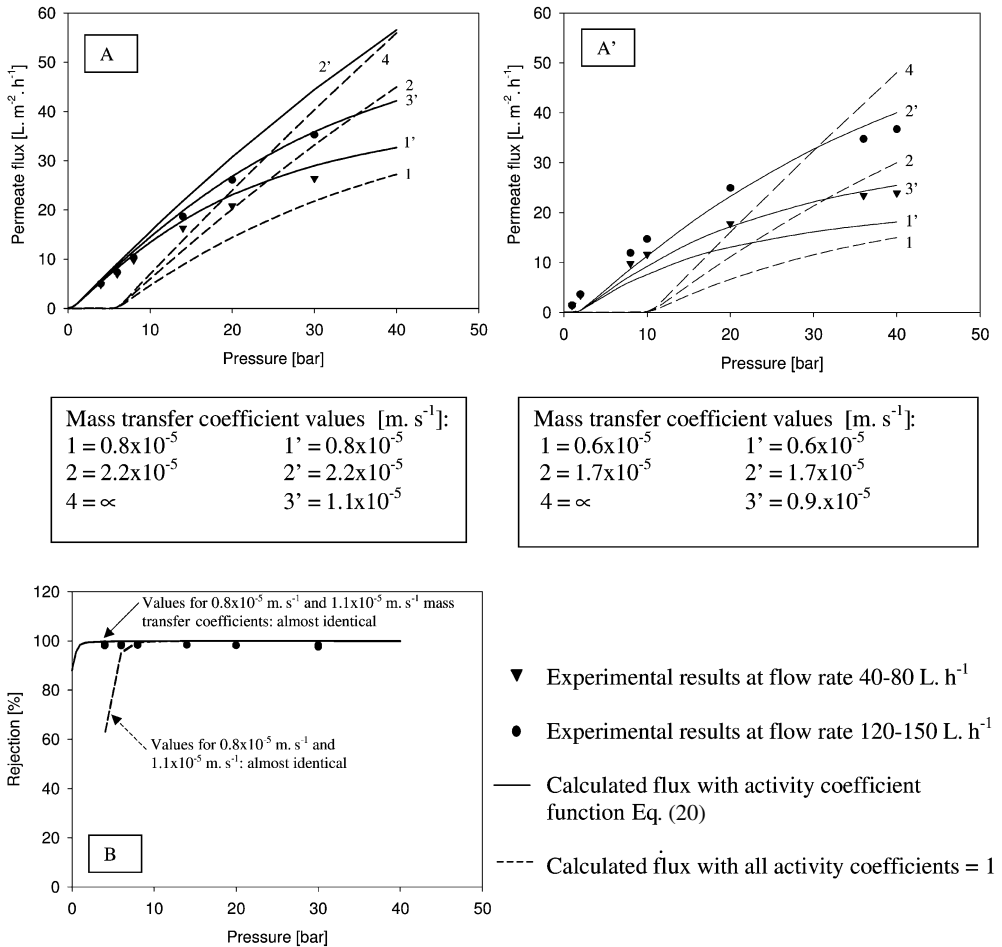 A
Permeate flux [L. m⁻². h⁻¹]
60
50
40
30
20
10
0
0 10 20 30 40 50
Pressure [bar]
2’
4
2
3’
1’
1
A’
Permeate flux [L. m⁻². h⁻¹]
60
50
40
30
20
10
0
0 10 20 30 40 50
Pressure [bar]
4
2’
2
3’
1’
1
Mass transfer coefficient values [m. s⁻¹]:
1 = 0.8x10⁻⁵ 1’ = 0.8x10⁻⁵
2 = 2.2x10⁻⁵ 2’ = 2.2x10⁻⁵
4 = ∝ 3’ = 1.1x10⁻⁵
Mass transfer coefficient values [m. s⁻¹]:
1 = 0.6x10⁻⁵ 1’ = 0.6x10⁻⁵
2 = 1.7x10⁻⁵ 2’ = 1.7x10⁻⁵
4 = ∝ 3’ = 0.9.x10⁻⁵
B
Rejection [%]
120
100
80
60
40
20
0
0 10 20 30 40 50
Pressure [bar]
Values for 0.8x10⁻⁵ m. s⁻¹ and 1.1x10⁻⁵ m. s⁻¹ mass
transfer coefficients: almost identical
Values for 0.8x10⁻⁵ m. s⁻¹ and
1.1x10⁻⁵ m. s⁻¹: almost identical
Experimental results at flow rate 40-80 L. h⁻¹
Experimental results at flow rate 120-150 L. h⁻¹
Calculated flux with activity coefficient
function Eq. (20)
Calculated flux with all activity coefficients = 1